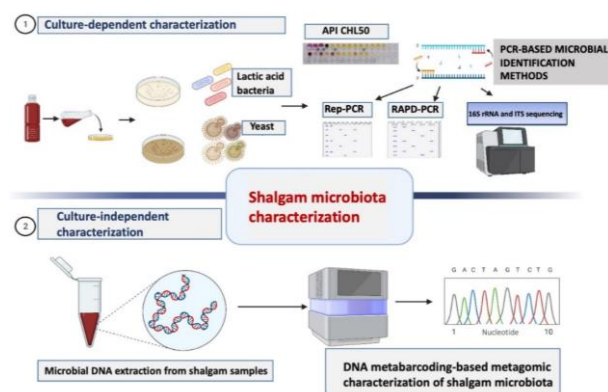 1 Culture-dependent characterization
API CHL50
PCR-BASED MICROBIAL
IDENTIFICATION
METHODS
Lactic acid
bacteria
Yeast
Rep-PCR
RAPD-PCR
16S rRNA and ITS sequencing
Shalgam microbiota
characterization
2 Culture-independent
characterization
G A C T A G T C T G
1 Nucleotide 10
Microbial DNA extraction from shalgam samples
DNA metabarcoding-based metagomic
characterization of shalgam microbiota